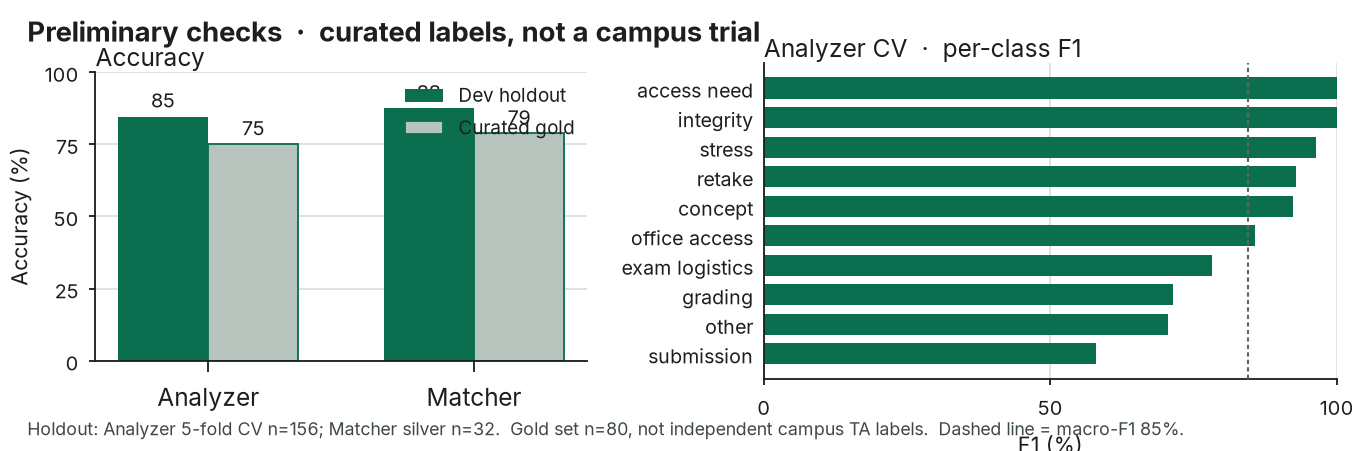 Preliminary checks · curated labels, not a campus trial
Accuracy
Analyzer CV · per-class F1
100
75
50
25
0
Accuracy (%)
85
75
79
Dev holdout
Curated gold
Analyzer
Matcher
access need
integrity
stress
retake
concept
office access
exam logistics
grading
other
submission
0
50
100
F1 (%)
Holdout: Analyzer 5-fold CV n=156; Matcher silver n=32. Gold set n=80, not independent campus TA labels. Dashed line = macro-F1 85%.